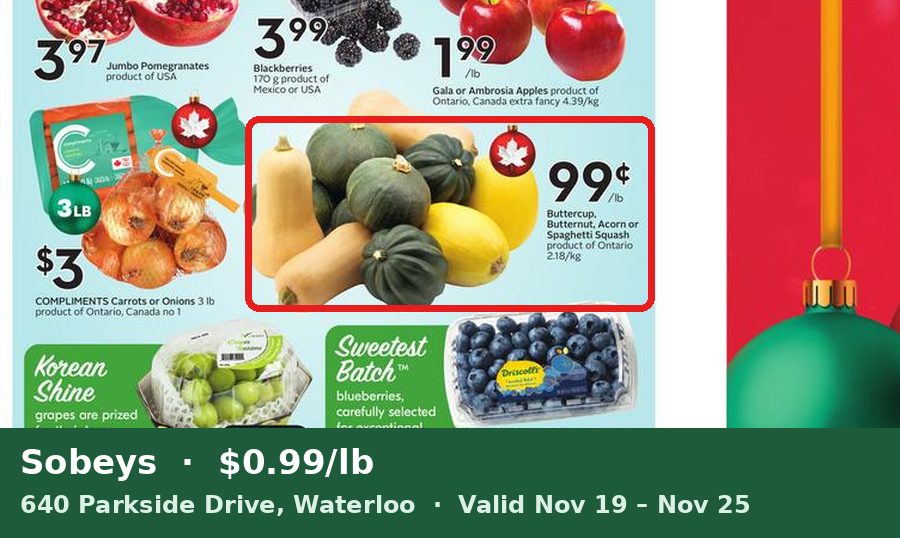 3.97
Jumbo Pomegranates
product of USA
3.99
Blackberries
170 g product of
Mexico or USA
1.99
/lb
Gala or Ambrosia Apples product of
Ontario, Canada extra fancy 4.39/kg
C
compliments
3LB
$3
COMPLIMENTS Carrots or Onions 3 lb
product of Ontario, Canada no 1
99¢
/lb
Buttercup,
Butternut, Acorn or
Spaghetti Squash
product of Ontario
2.18/kg
Korean
Shine
grapes are prized
Sweetest
Batch™
blueberries,
carefully selected
for exceptional
Driscoll's
Sobeys · $0.99/lb
640 Parkside Drive, Waterloo · Valid Nov 19 – Nov 25